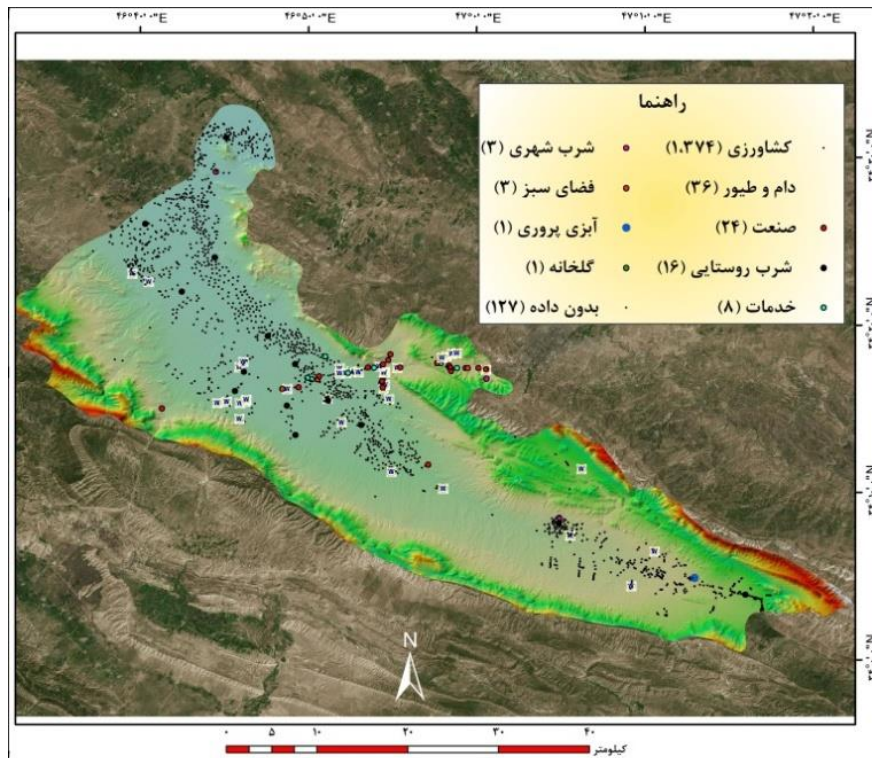 ۴۶°۴۰'۰"E ۴۶°۵۰'۰"E ۴۷°۰'۰"E ۴۷°۱۰'۰"E ۴۷°۲۰'۰"E
راهنما
کشاورزی (۱.۳۷۴) شرب شهری (۳)
دام و طیور (۳۶) فضای سبز (۳)
صنعت (۲۴) آبزی پروری (۱)
شرب روستایی (۱۶) گلخانه (۱)
خدمات (۸) بدون داده (۱۲۷)
N
۰ ۵ ۱۰ ۲۰ ۳۰ ۴۰
کیلومتر